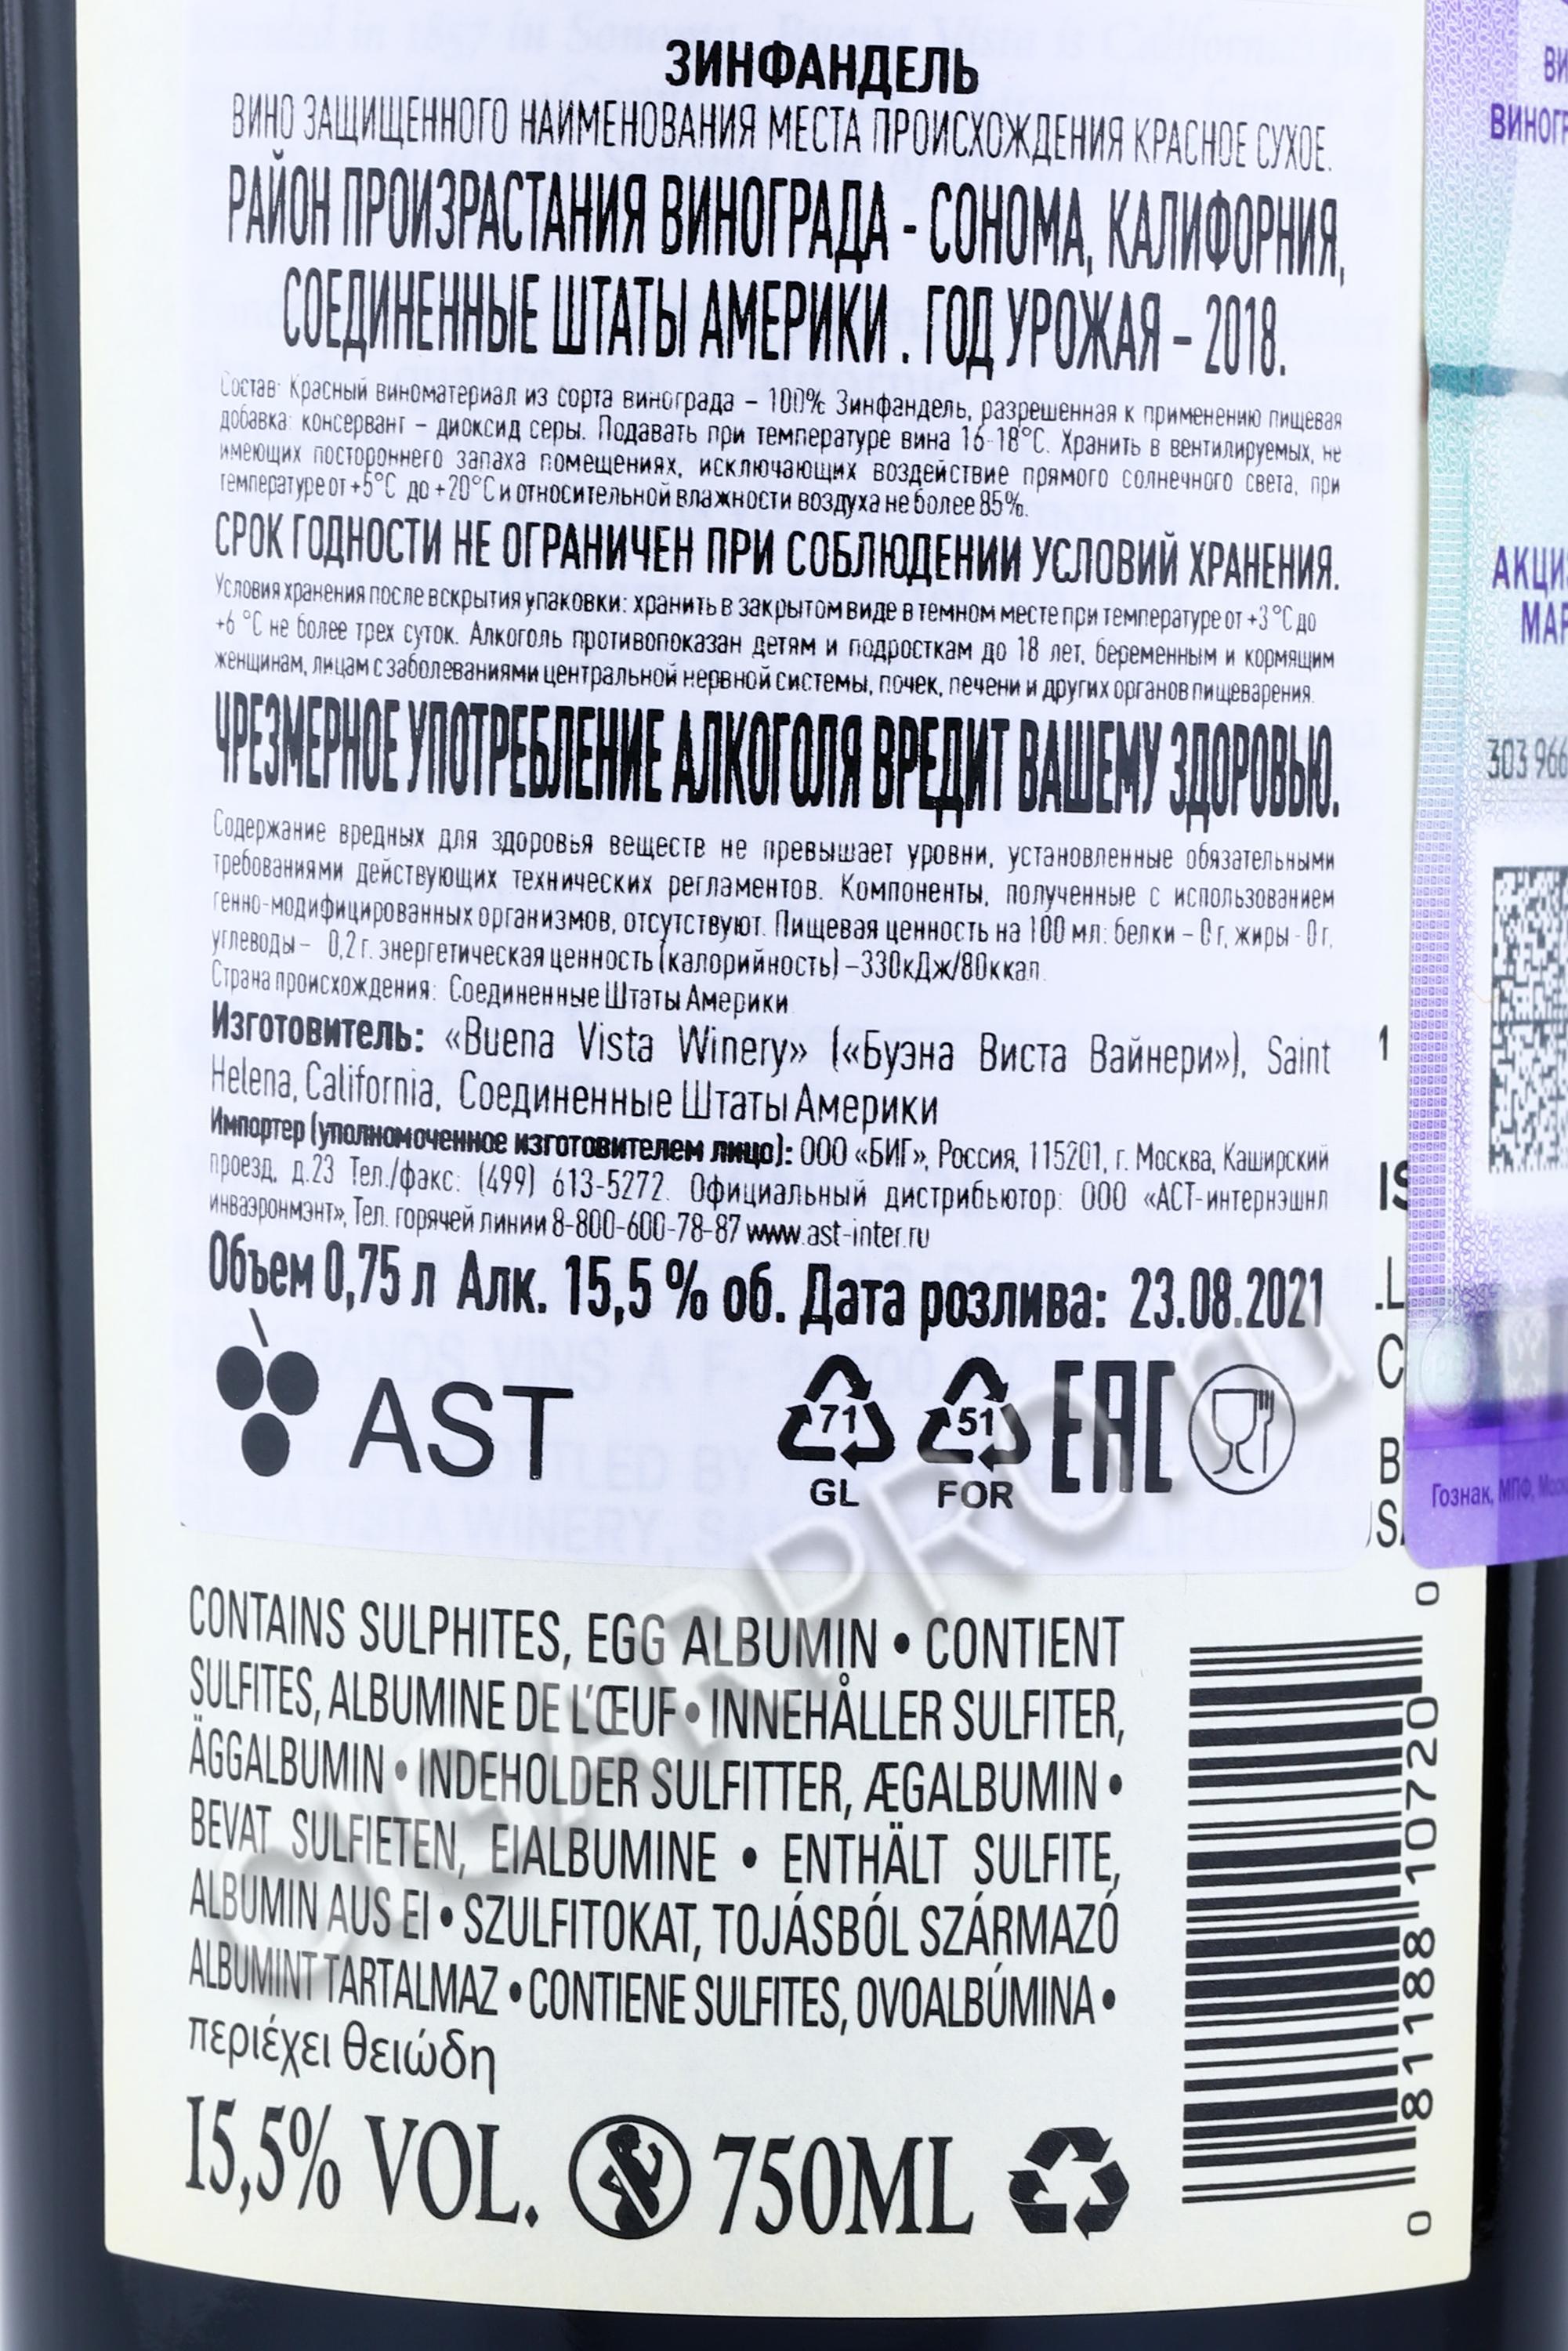 ЗИНФАНДЕЛЬ
ВИНО ЗАЩИЩЕННОГО НАИМЕНОВАНИЯ МЕСТА ПРОИСХОЖДЕНИЯ КРАСНОЕ СУХОЕ.
РАЙОН ПРОИЗРАСТАНИЯ ВИНОГРАДА - СОНОМА, КАЛИФОРНИЯ,
СОЕДИНЕННЫЕ ШТАТЫ АМЕРИКИ . ГОД УРОЖАЯ – 2018.
Состав: Красный виноматериал из сорта винограда – 100% Зинфандель, разрешенная к применению пищевая
добавка: консервант – диоксид серы. Подавать при температуре вина 16-18°C. Хранить в вентилируемых, не
имеющих постороннего запаха помещениях, исключающих воздействие прямого солнечного света, при
температуре от +5°C до +20°C и относительной влажности воздуха не более 85%.
СРОК ГОДНОСТИ НЕ ОГРАНИЧЕН ПРИ СОБЛЮДЕНИИ УСЛОВИЙ ХРАНЕНИЯ.
Условия хранения после вскрытия упаковки: хранить в закрытом виде в темном месте при температуре от +3 °C до
+6 °C не более трех суток. Алкоголь противопоказан детям и подросткам до 18 лет, беременным и кормящим
женщинам, лицам с заболеваниями центральной нервной системы, почек, печени и других органов пищеварения.
ЧРЕЗМЕРНОЕ УПОТРЕБЛЕНИЕ АЛКОГОЛЯ ВРЕДИТ ВАШЕМУ ЗДОРОВЬЮ.
Содержание вредных для здоровья веществ не превышает уровни, установленные обязательными
требованиями действующих технических регламентов. Компоненты, полученные с использованием
генно-модифицированных организмов, отсутствуют. Пищевая ценность на 100 мл: белки – 0 г, жиры - 0 г,
углеводы – 0,2 г. энергетическая ценность (калорийность) –330кДж/80ккал.
Страна происхождения: Соединенные Штаты Америки
Изготовитель: «Buena Vista Winery» («Буэна Виста Вайнери»), Saint
Helena, California, Соединенные Штаты Америки
Импортер (уполномоченное изготовителем лицо): ООО «БИГ», Россия, 115201, г. Москва, Каширский
проезд, д.23 Тел./факс: (499) 613-5272. Официальный дистрибьютор: ООО «АСТ-интернэшнл
инваэронмэнт», Тел. горячей линии 8-800-600-78-87 www.ast-inter.ru
Объем 0,75 л Алк. 15,5 % об. Дата розлива: 23.08.2021
AST
71
GL
51
FOR
EAC
CONTAINS SULPHITES, EGG ALBUMIN • CONTIENT
SULFITES, ALBUMINE DE L'ŒUF • INNEHÅLLER SULFITER,
ÄGGALBUMIN • INDEHOLDER SULFITTER, ÆGALBUMIN •
BEVAT SULFIETEN, EIALBUMINE • ENTHÄLT SULFITE,
ALBUMIN AUS EI • SZULFITOKAT, TOJÁSBÓL SZÁRMAZÓ
ALBUMINT TARTALMAZ • CONTIENE SULFITES, OVOALBÚMINA •
περιέχει θειώδη
15,5% VOL.
750ML
0 81188 10720 0
303 966
Гознак, МПФ,
CIGARPRO.ru